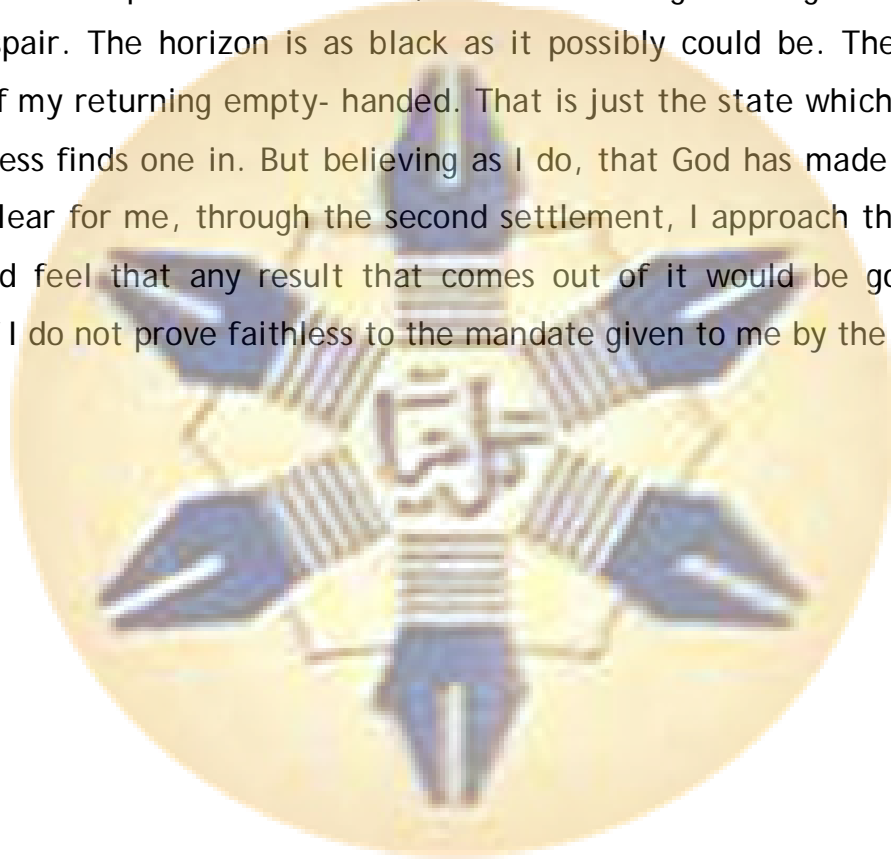 spair. The horizon is as black as it possibly could be. The
f my returning empty- handed. That is just the state which
ess finds one in. But believing as I do, that God has made
lear for me, through the second settlement, I approach th
d feel that any result that comes out of it would be go
I do not prove faithless to the mandate given to me by the